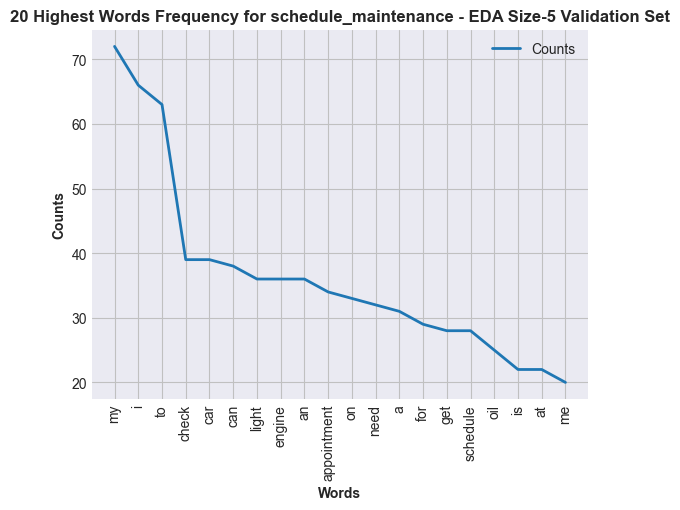 20 Highest Words Frequency for schedule_maintenance - EDA Size-5 Validation Set
Counts
70
60
50
40
30
20
Counts
my
i
to
check
car
can
light
engine
an
appointment
on
need
a
for
get
schedule
oil
is
at
me
Words